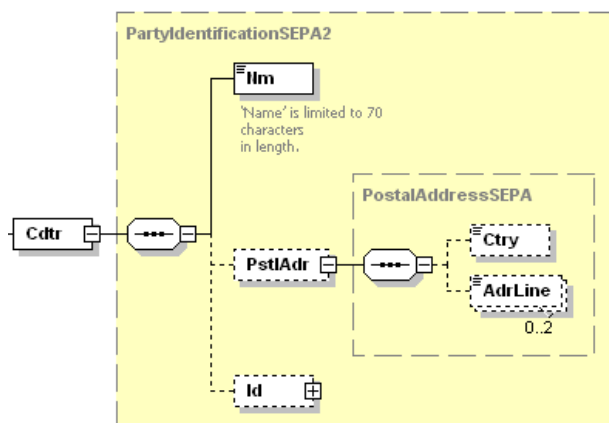 PartyIdentificationSEPA2
Nm
'Name' is limited to 70
characters
in length.
PostalAddressSEPA
Cdtr
Ctry
PstlAdr
AdrLine
0..2
Id